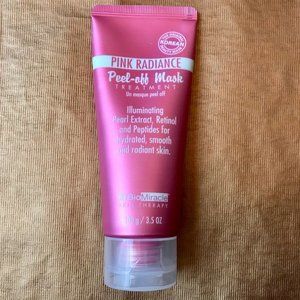 KOREAN
PINK RADIANCE
Peel-off Mask
TREATMENT
Un masque peel off
Illuminating
Pearl Extract, Retinol
and Peptides for
hydrated, smooth
and radiant skin.
BioMiracle
THERAPY
g / 3.5 OZ